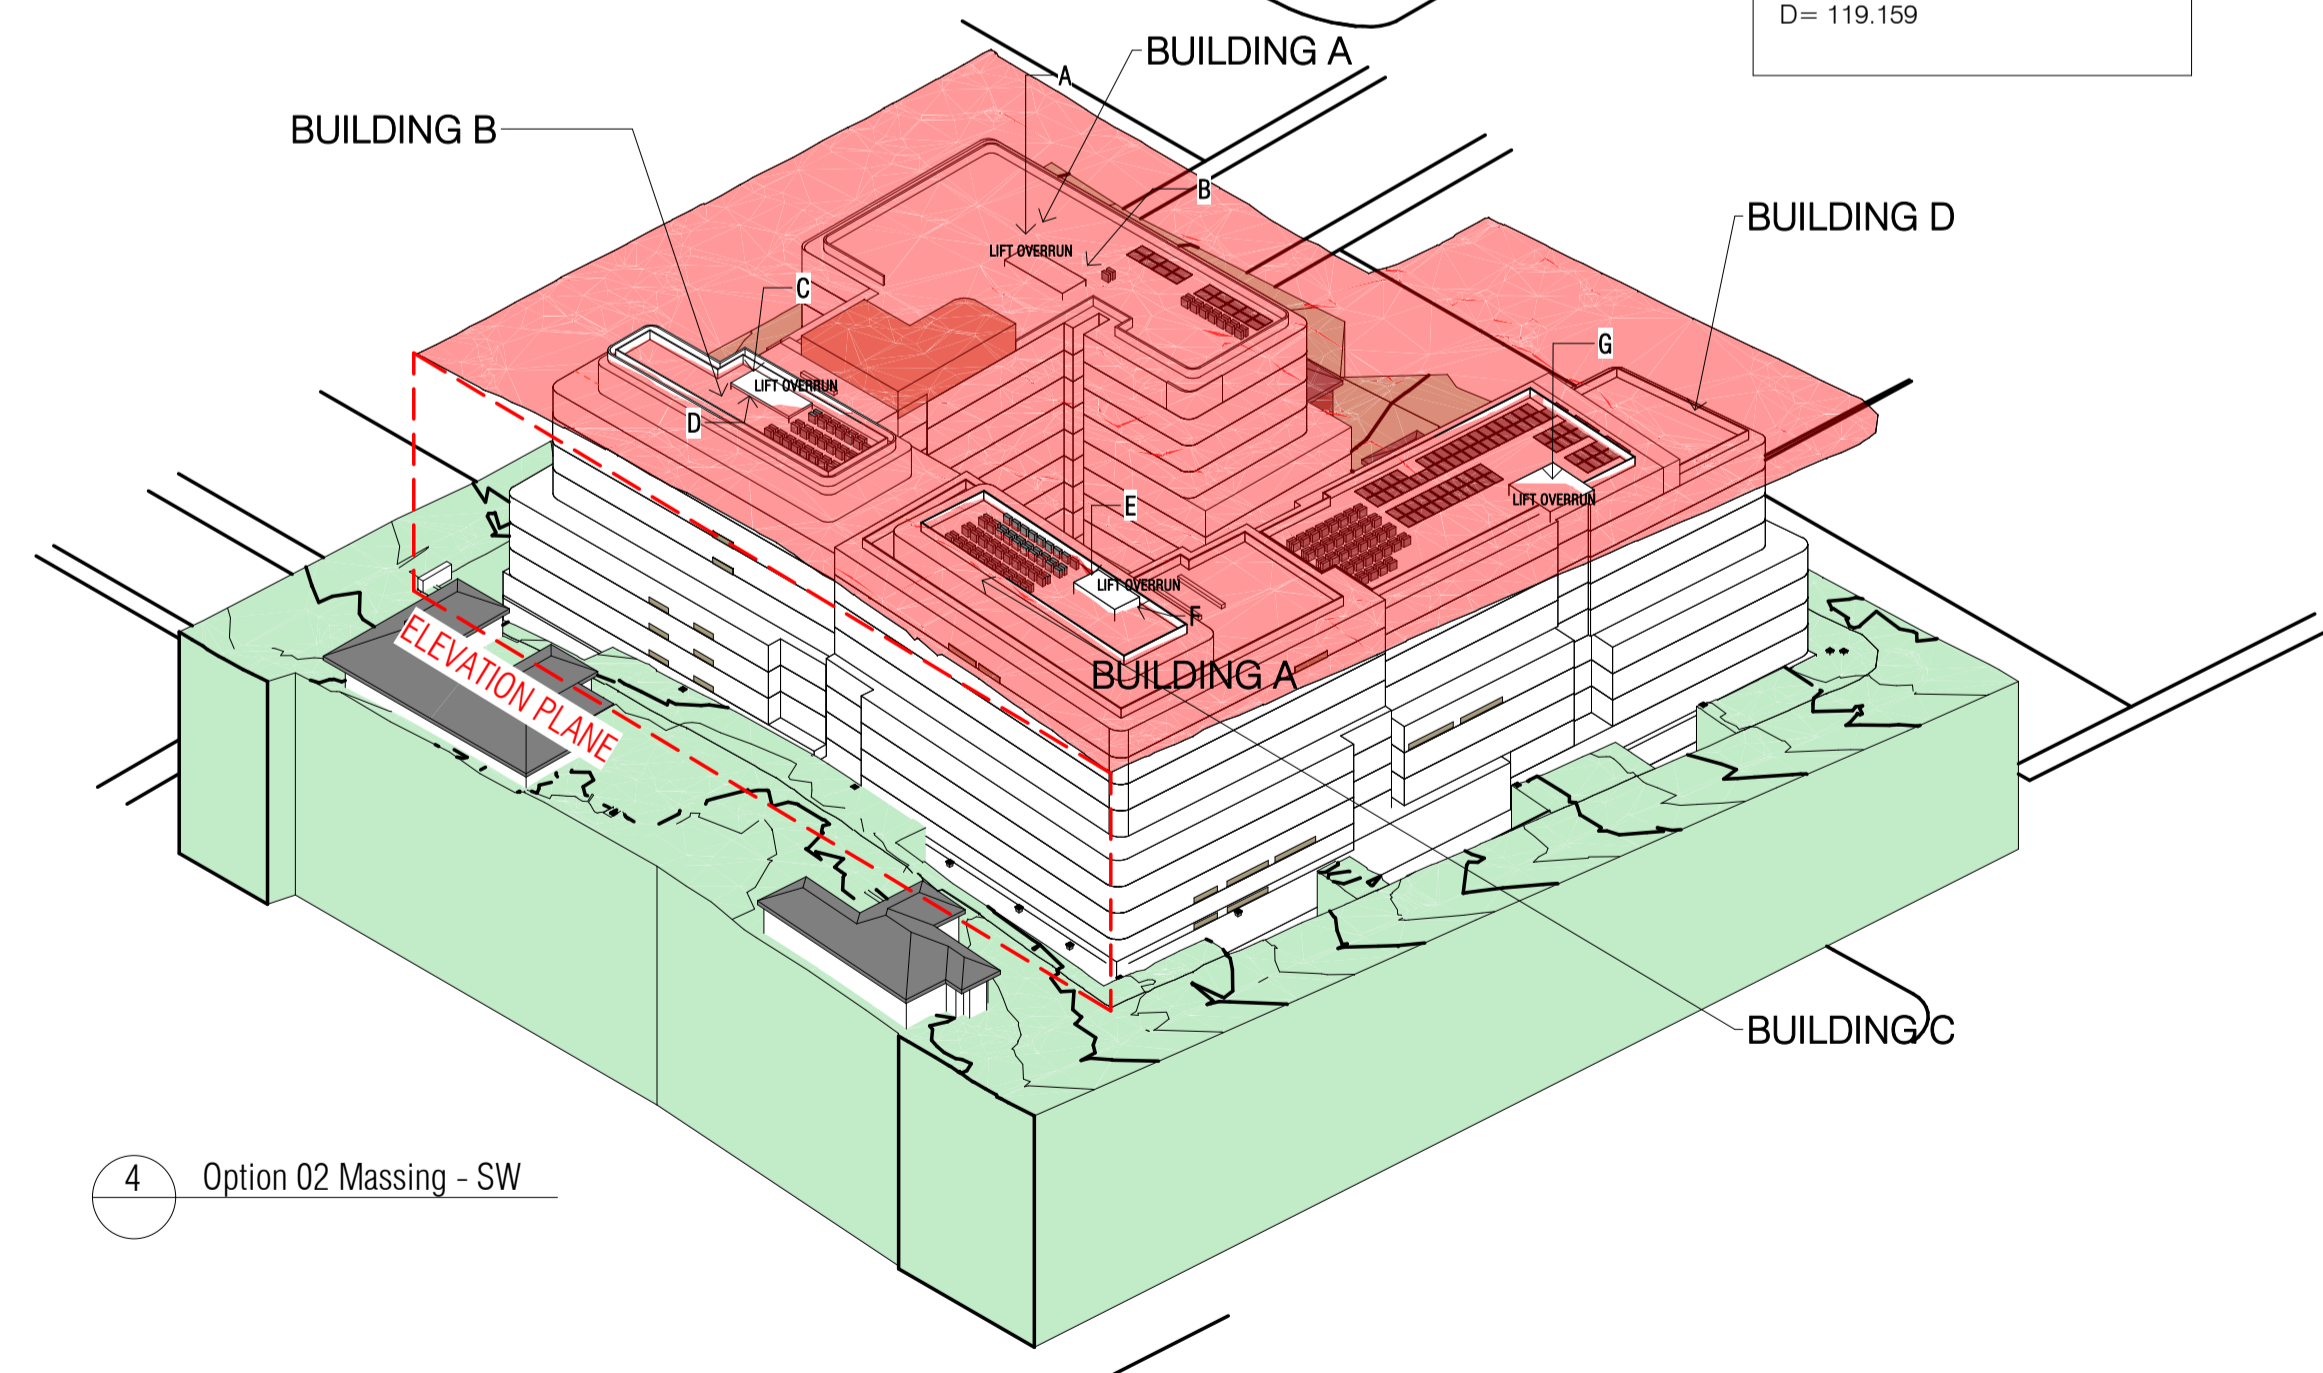 D= 119.159
BUILDING A
A
BUILDING B
B
BUILDING D
LIFT OVERRUN
C
G
LIFT OVERRUN
D
LIFT OVERRUN
E
LIFT OVERRUN
F
ELEVATION PLANE
BUILDING A
BUILDING C
4
Option 02 Massing - SW